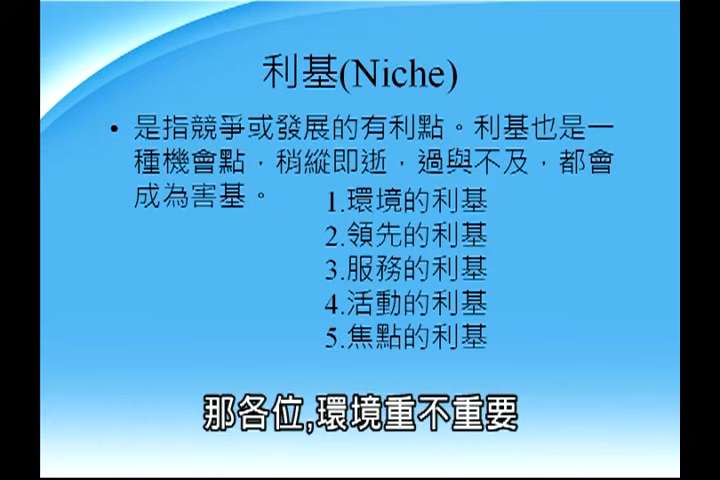 利基(Niche)
• 是指競爭或發展的有利點。利基也是一
種機會點，稍縱即逝，過與不及，都會
成為害基。
1.環境的利基
2.領先的利基
3.服務的利基
4.活動的利基
5.焦點的利基
那各位,環境重不重要